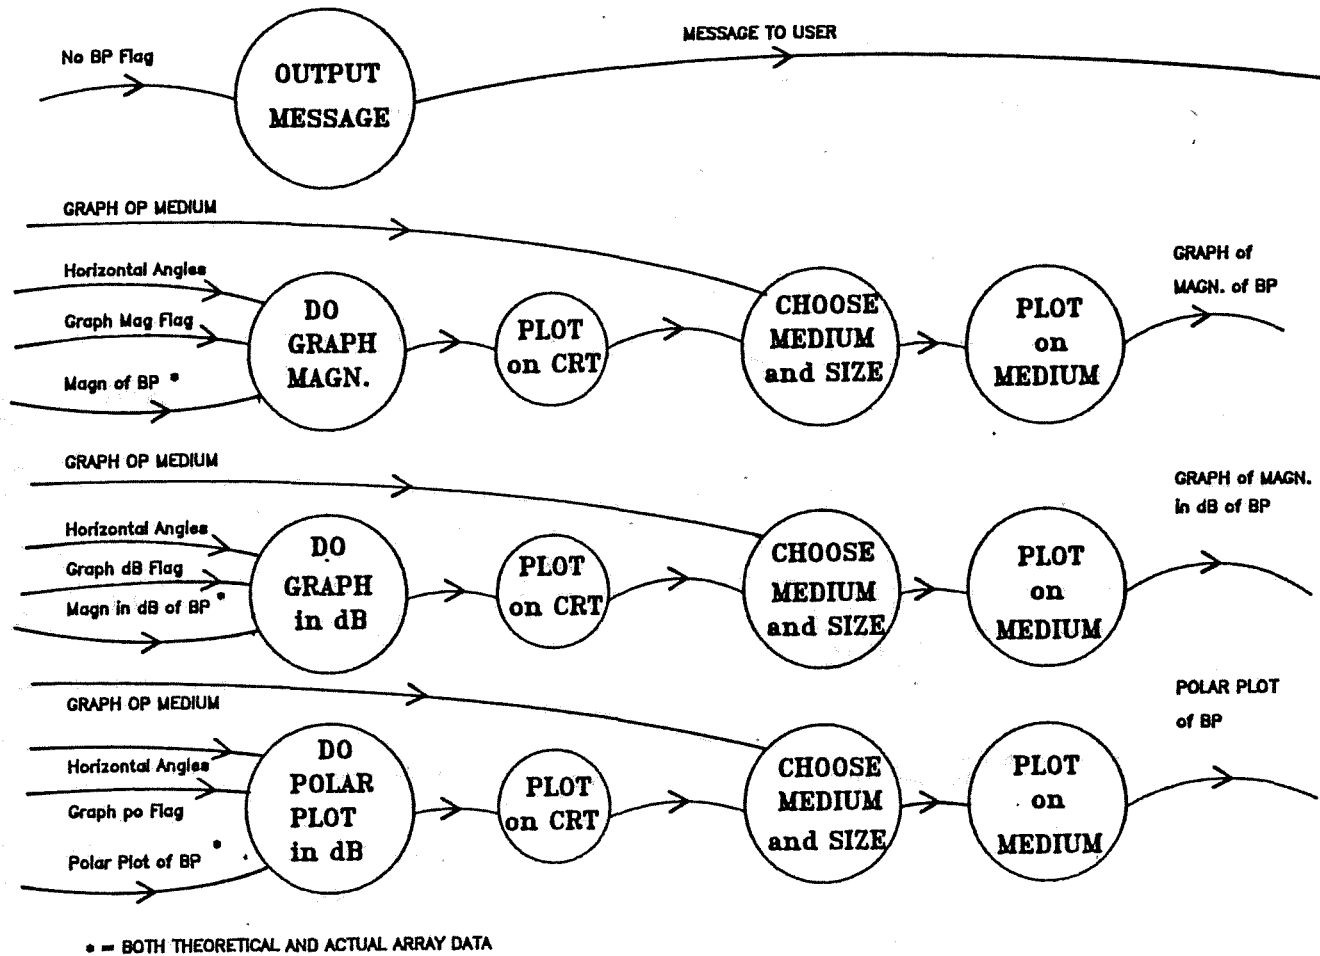 No BP Flag
OUTPUT
MESSAGE
MESSAGE TO USER
GRAPH OP MEDIUM
Horizontal Angles
Graph Mag Flag
Magn of BP *
DO
GRAPH
MAGN.
PLOT
on CRT
CHOOSE
MEDIUM
and SIZE
PLOT
on
MEDIUM
GRAPH of
MAGN. of BP
GRAPH OP MEDIUM
Horizontal Angles
Graph dB Flag
Magn in dB of BP *
DO
GRAPH
in dB
PLOT
on CRT
CHOOSE
MEDIUM
and SIZE
PLOT
on
MEDIUM
GRAPH of MAGN.
in dB of BP
GRAPH OP MEDIUM
Horizontal Angles
Graph po Flag
Polar Plot of BP *
DO
POLAR
PLOT
in dB
PLOT
on CRT
CHOOSE
MEDIUM
and SIZE
PLOT
on
MEDIUM
POLAR PLOT
of BP
* = BOTH THEORETICAL AND ACTUAL ARRAY DATA